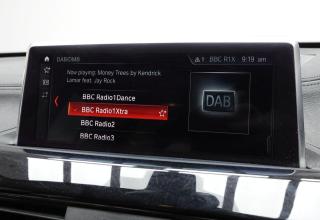 DAB/DMB
1 BBC R1X 9:19 am
Now playing: Money Trees by Kendrick
Lamar feat. Jay Rock
BBC Radio1Dance
BBC Radio1Xtra
BBC Radio2
BBC Radio3
DAB